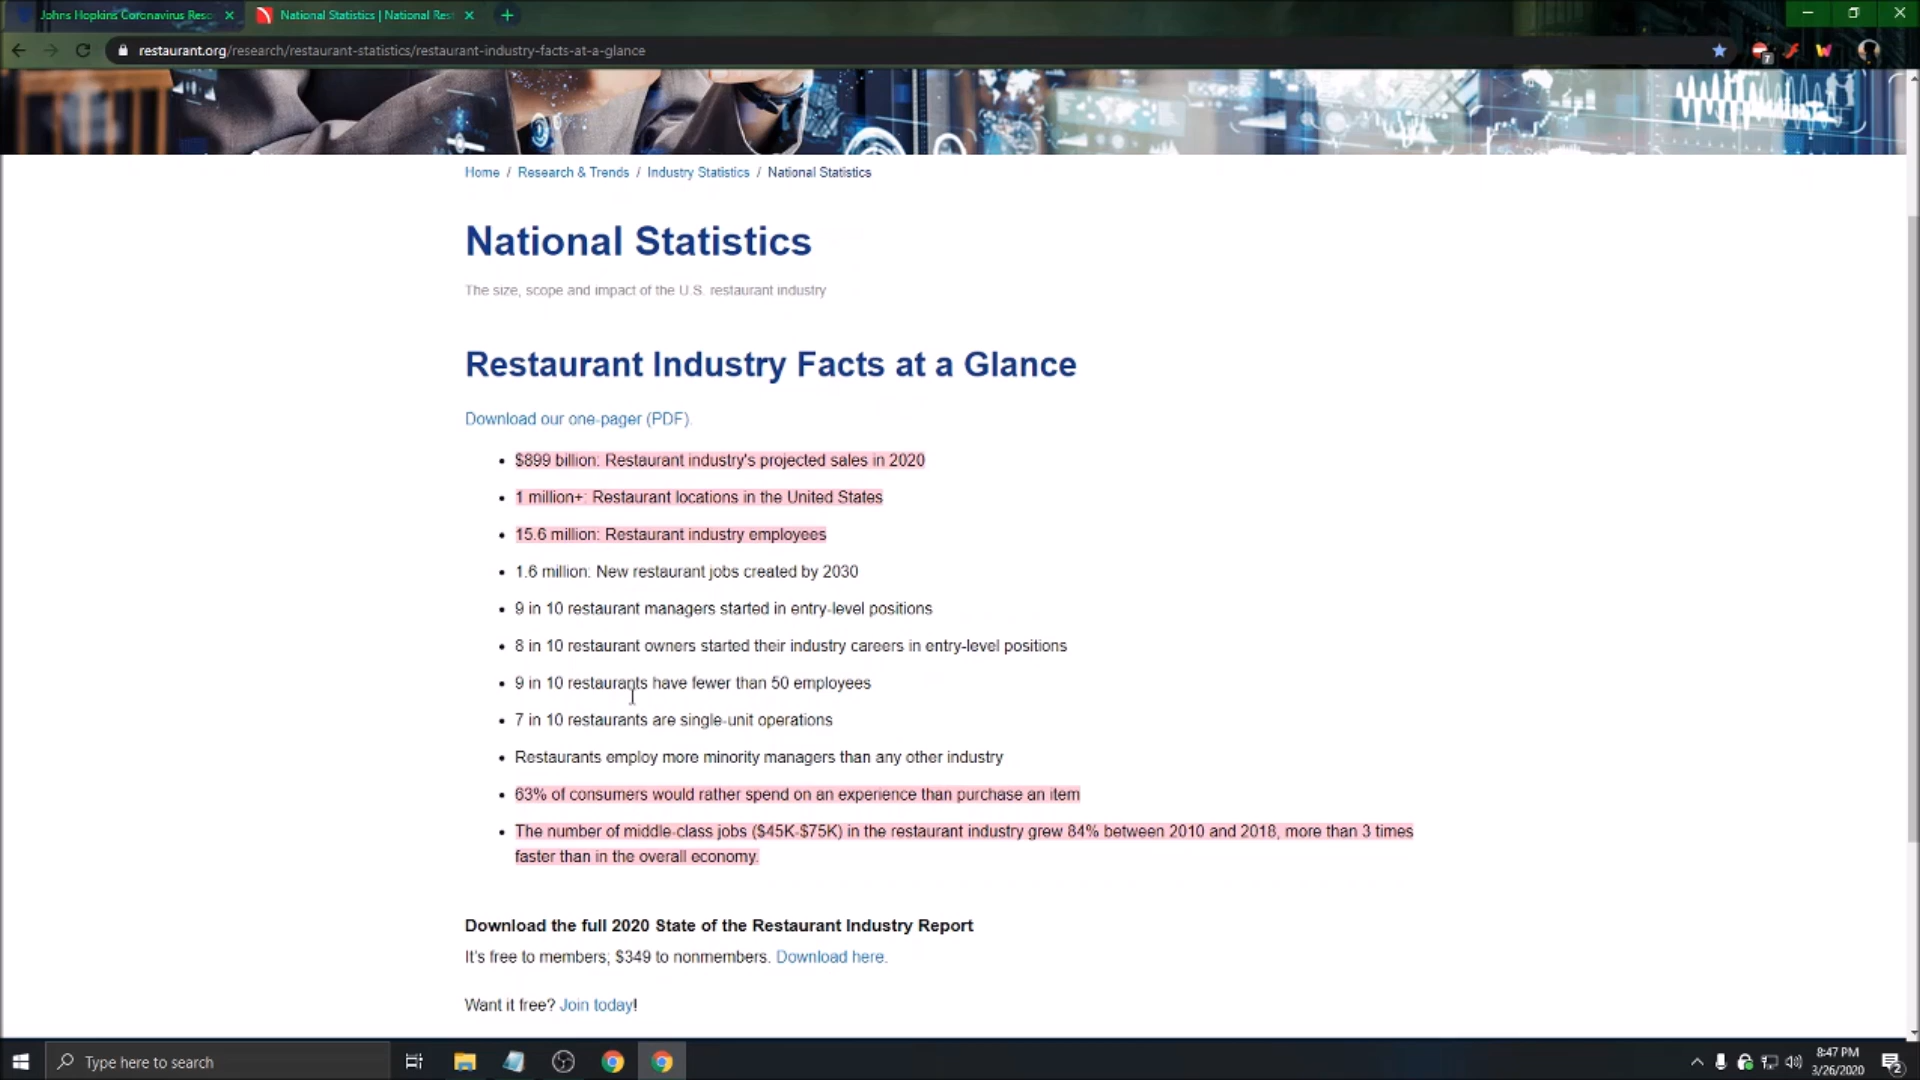 Johns Hopkins Coronavirus Reso
National Statistics | National Rest
restaurant.org/research/restaurant-statistics/restaurant-industry-facts-at-a-glance
7
Home / Research & Trends / Industry Statistics / National Statistics
National Statistics
The size, scope and impact of the U.S. restaurant industry
Restaurant Industry Facts at a Glance
Download our one-pager (PDF).
• $899 billion: Restaurant industry's projected sales in 2020
• 1 million+: Restaurant locations in the United States
• 15.6 million: Restaurant industry employees
• 1.6 million: New restaurant jobs created by 2030
• 9 in 10 restaurant managers started in entry-level positions
• 8 in 10 restaurant owners started their industry careers in entry-level positions
• 9 in 10 restaurants have fewer than 50 employees
• 7 in 10 restaurants are single-unit operations
• Restaurants employ more minority managers than any other industry
• 63% of consumers would rather spend on an experience than purchase an item
• The number of middle-class jobs ($45K-$75K) in the restaurant industry grew 84% between 2010 and 2018, more than 3 times
faster than in the overall economy.
Download the full 2020 State of the Restaurant Industry Report
It's free to members; $349 to nonmembers. Download here.
Want it free? Join today!
Type here to search
8:47 PM
3/26/2020
2